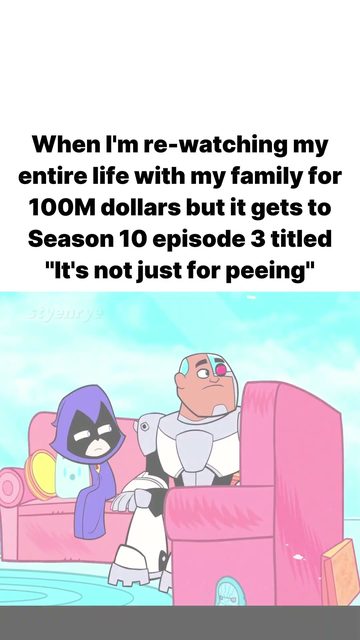 When I'm re-watching my
entire life with my family for
100M dollars but it gets to
Season 10 episode 3 titled
"It's not just for peeing"
styenrye